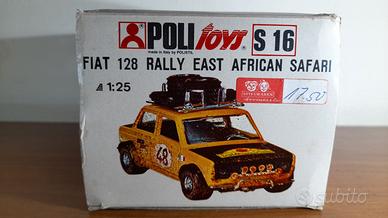 POLI toys S 16
made in Italy by POLISTIL
FIAT 128 RALLY EAST AFRICAN SAFARI
1:25
17.50
48
subito